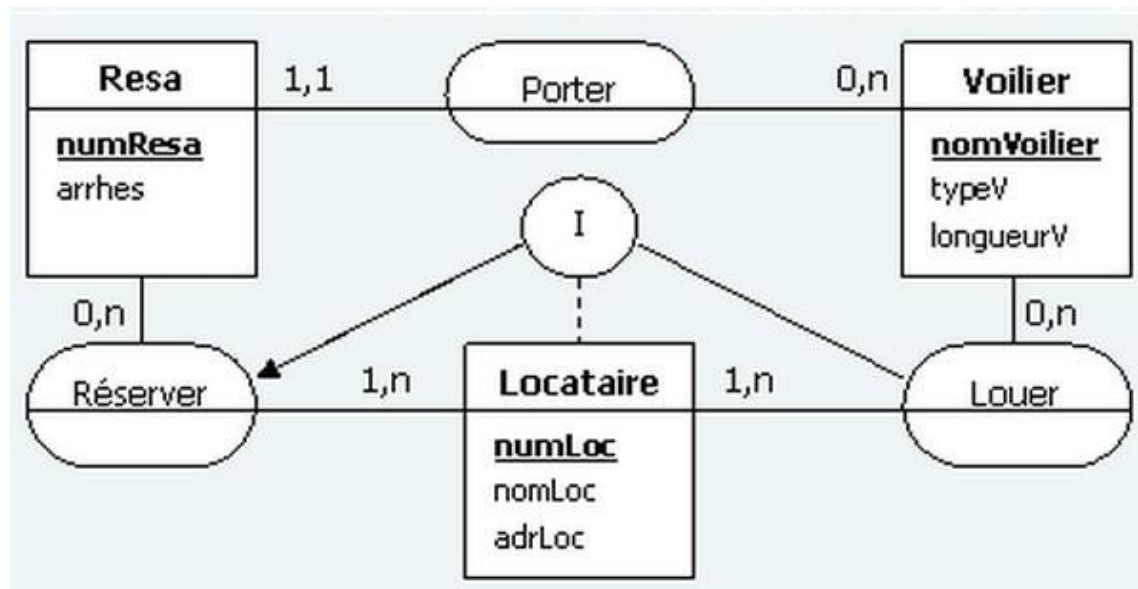 Resa
1,1
Porter
0,n
Voilier
numResa
arrhes
nomVoilier
typeV
longueurV
I
0,n
0,n
Réserver
1,n
Locataire
1,n
Louer
numLoc
nomLoc
adrLoc